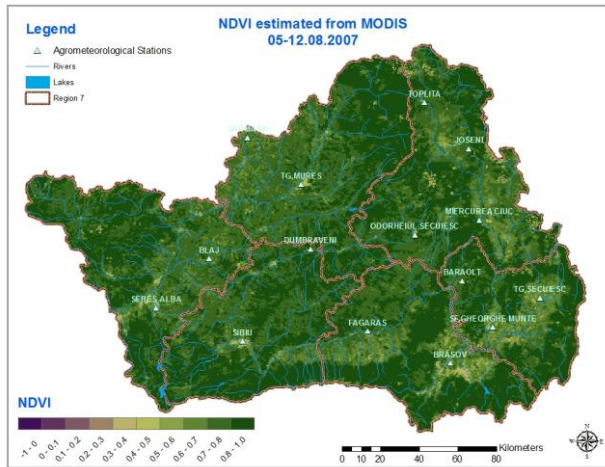 NDVI estimated from MODIS
05-12.08.2007
Legend
Agrometeorological Stations
Rivers
Lakes
Region 7
TOPLITA
JOSENI
TG.MURES
MIERCUREA CIUC
ODORHEIUL SECUIESC
DUMBRAVENI
BLAJ
BARAOLT
TG.SECUIESC
SEBES ALBA
SF.GHEORGHE MUNTE
FAGARAS
SIBIU
BRASOV
NDVI
-1 - 0
0 - 0.1
0.1 - 0.2
0.2 - 0.3
0.3 - 0.4
0.4 - 0.5
0.5 - 0.6
0.6 - 0.7
0.7 - 0.8
0.8 - 1.0
Kilometers
0 5 10 20 40 60 80